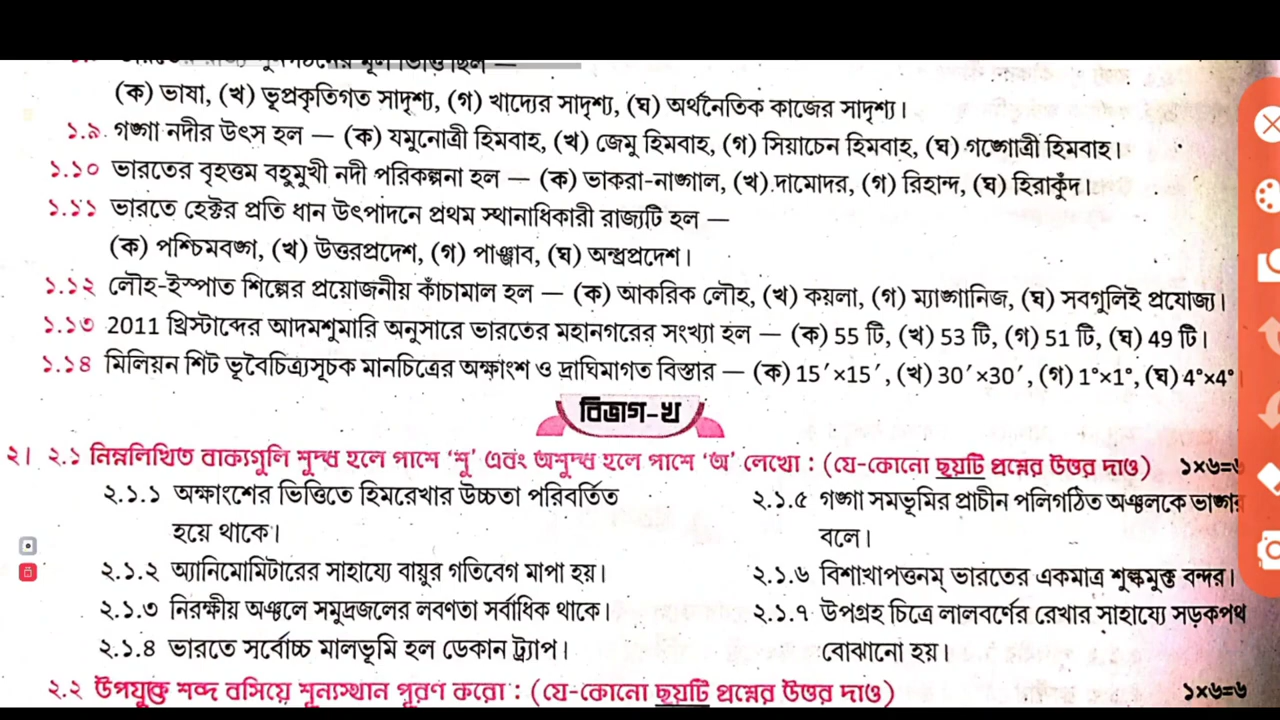 (ক) ভাষা, (খ) ভূপ্রকৃতিগত সাদৃশ্য, (গ) খাদ্যের সাদৃশ্য, (ঘ) অর্থনৈতিক কাজের সাদৃশ্য।
১.৯ গঙ্গা নদীর উৎস হল — (ক) যমুনোত্রী হিমবাহ, (খ) জেমু হিমবাহ, (গ) সিয়াচেন হিমবাহ, (ঘ) গঙ্গোত্রী হিমবাহ।
১.১০ ভারতের বৃহত্তম বহুমুখী নদী পরিকল্পনা হল — (ক) ভাকরা-নাঙ্গাল, (খ) দামোদর, (গ) রিহান্দ, (ঘ) হিরাকুঁদ।
১.১১ ভারতে হেক্টর প্রতি ধান উৎপাদনে প্রথম স্থানাধিকারী রাজ্যটি হল —
(ক) পশ্চিমবঙ্গ, (খ) উত্তরপ্রদেশ, (গ) পাঞ্জাব, (ঘ) অন্ধ্রপ্রদেশ।
১.১২ লৌহ-ইস্পাত শিল্পের প্রয়োজনীয় কাঁচামাল হল — (ক) আকরিক লৌহ, (খ) কয়লা, (গ) ম্যাঙ্গানিজ, (ঘ) সবগুলিই প্রযোজ্য।
১.১৩ 2011 খ্রিস্টাব্দের আদমশুমারি অনুসারে ভারতের মহানগরের সংখ্যা হল — (ক) 55 টি, (খ) 53 টি, (গ) 51 টি, (ঘ) 49 টি।
১.১৪ মিলিয়ন শিট ভূবৈচিত্র্যসূচক মানচিত্রের অক্ষাংশ ও দ্রাঘিমাগত বিস্তার — (ক) 15′×15′, (খ) 30′×30′, (গ) 1°×1°, (ঘ) 4°×4°।
বিভাগ-খ
২। ২.১ নিম্নলিখিত বাক্যগুলি শুদ্ধ হলে পাশে ‘শু’ এবং অশুদ্ধ হলে পাশে ‘অ’ লেখো : (যে-কোনো ছয়টি প্রশ্নের উত্তর দাও) ১×৬=৬
২.১.১ অক্ষাংশের ভিত্তিতে হিমরেখার উচ্চতা পরিবর্তিত
হয়ে থাকে।
২.১.২ অ্যানিমোমিটারের সাহায্যে বায়ুর গতিবেগ মাপা হয়।
২.১.৩ নিরক্ষীয় অঞ্চলে সমুদ্রজলের লবণতা সর্বাধিক থাকে।
২.১.৪ ভারতে সর্বোচ্চ মালভূমি হল ডেকান ট্র্যাপ।
২.১.৫ গঙ্গা সমভূমির প্রাচীন পলিগঠিত অঞ্চলকে ভাঙ্গর
বলে।
২.১.৬ বিশাখাপত্তনম্ ভারতের একমাত্র শুল্কমুক্ত বন্দর।
২.১.৭ উপগ্রহ চিত্রে লালবর্ণের রেখার সাহায্যে সড়কপথ
বোঝানো হয়।
২.২ উপযুক্ত শব্দ বসিয়ে শূন্যস্থান পূরণ করো : (যে-কোনো ছয়টি প্রশ্নের উত্তর দাও) ১×৬=৬